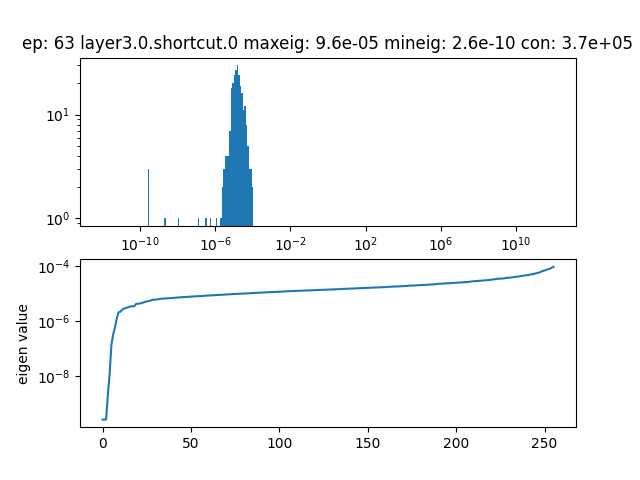 ep: 63 layer3.0.shortcut.0 maxeig: 9.6e-05 mineig: 2.6e-10 con: 3.7e+05
10¹
10⁰
10⁻¹⁰ 10⁻⁶ 10⁻² 10² 10⁶ 10¹⁰
10⁻⁴
10⁻⁶
10⁻⁸
eigen value
0 50 100 150 200 250